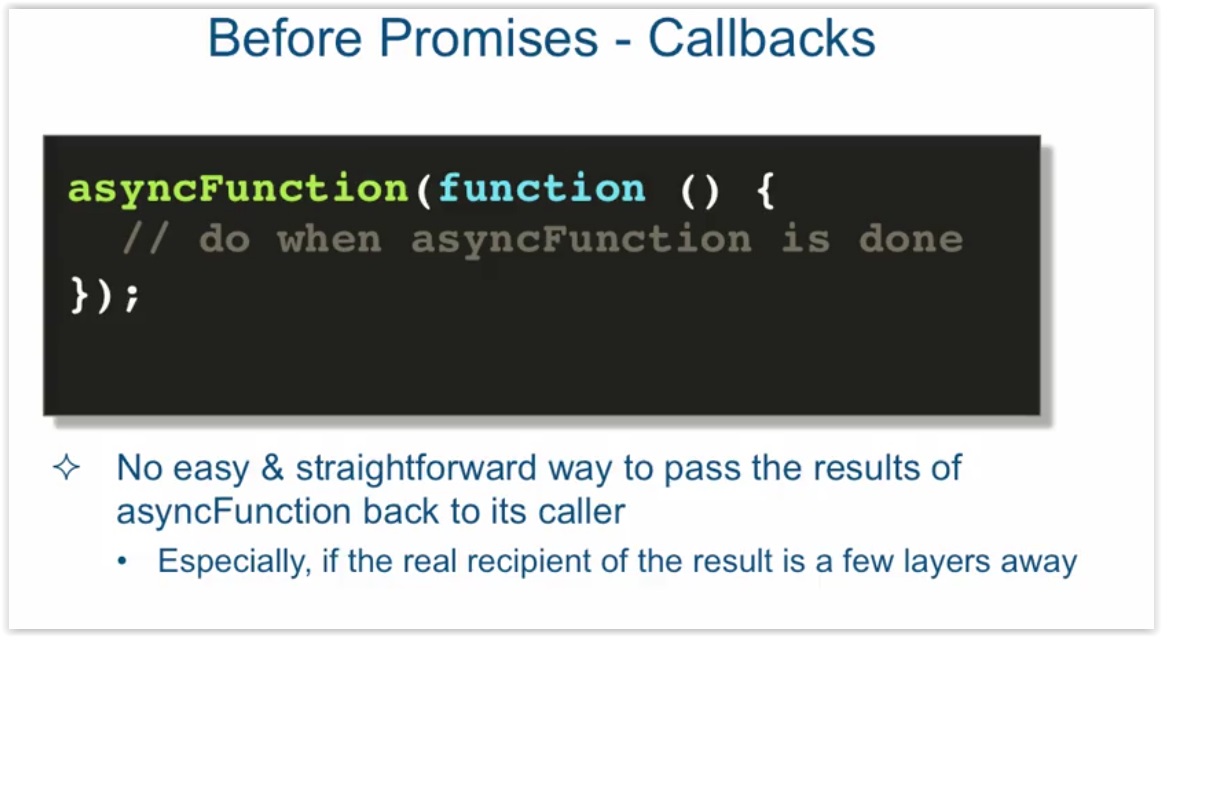 Before Promises - Callbacks
asyncFunction(function () {
// do when asyncFunction is done
});
No easy & straightforward way to pass the results of
asyncFunction back to its caller
• Especially, if the real recipient of the result is a few layers away